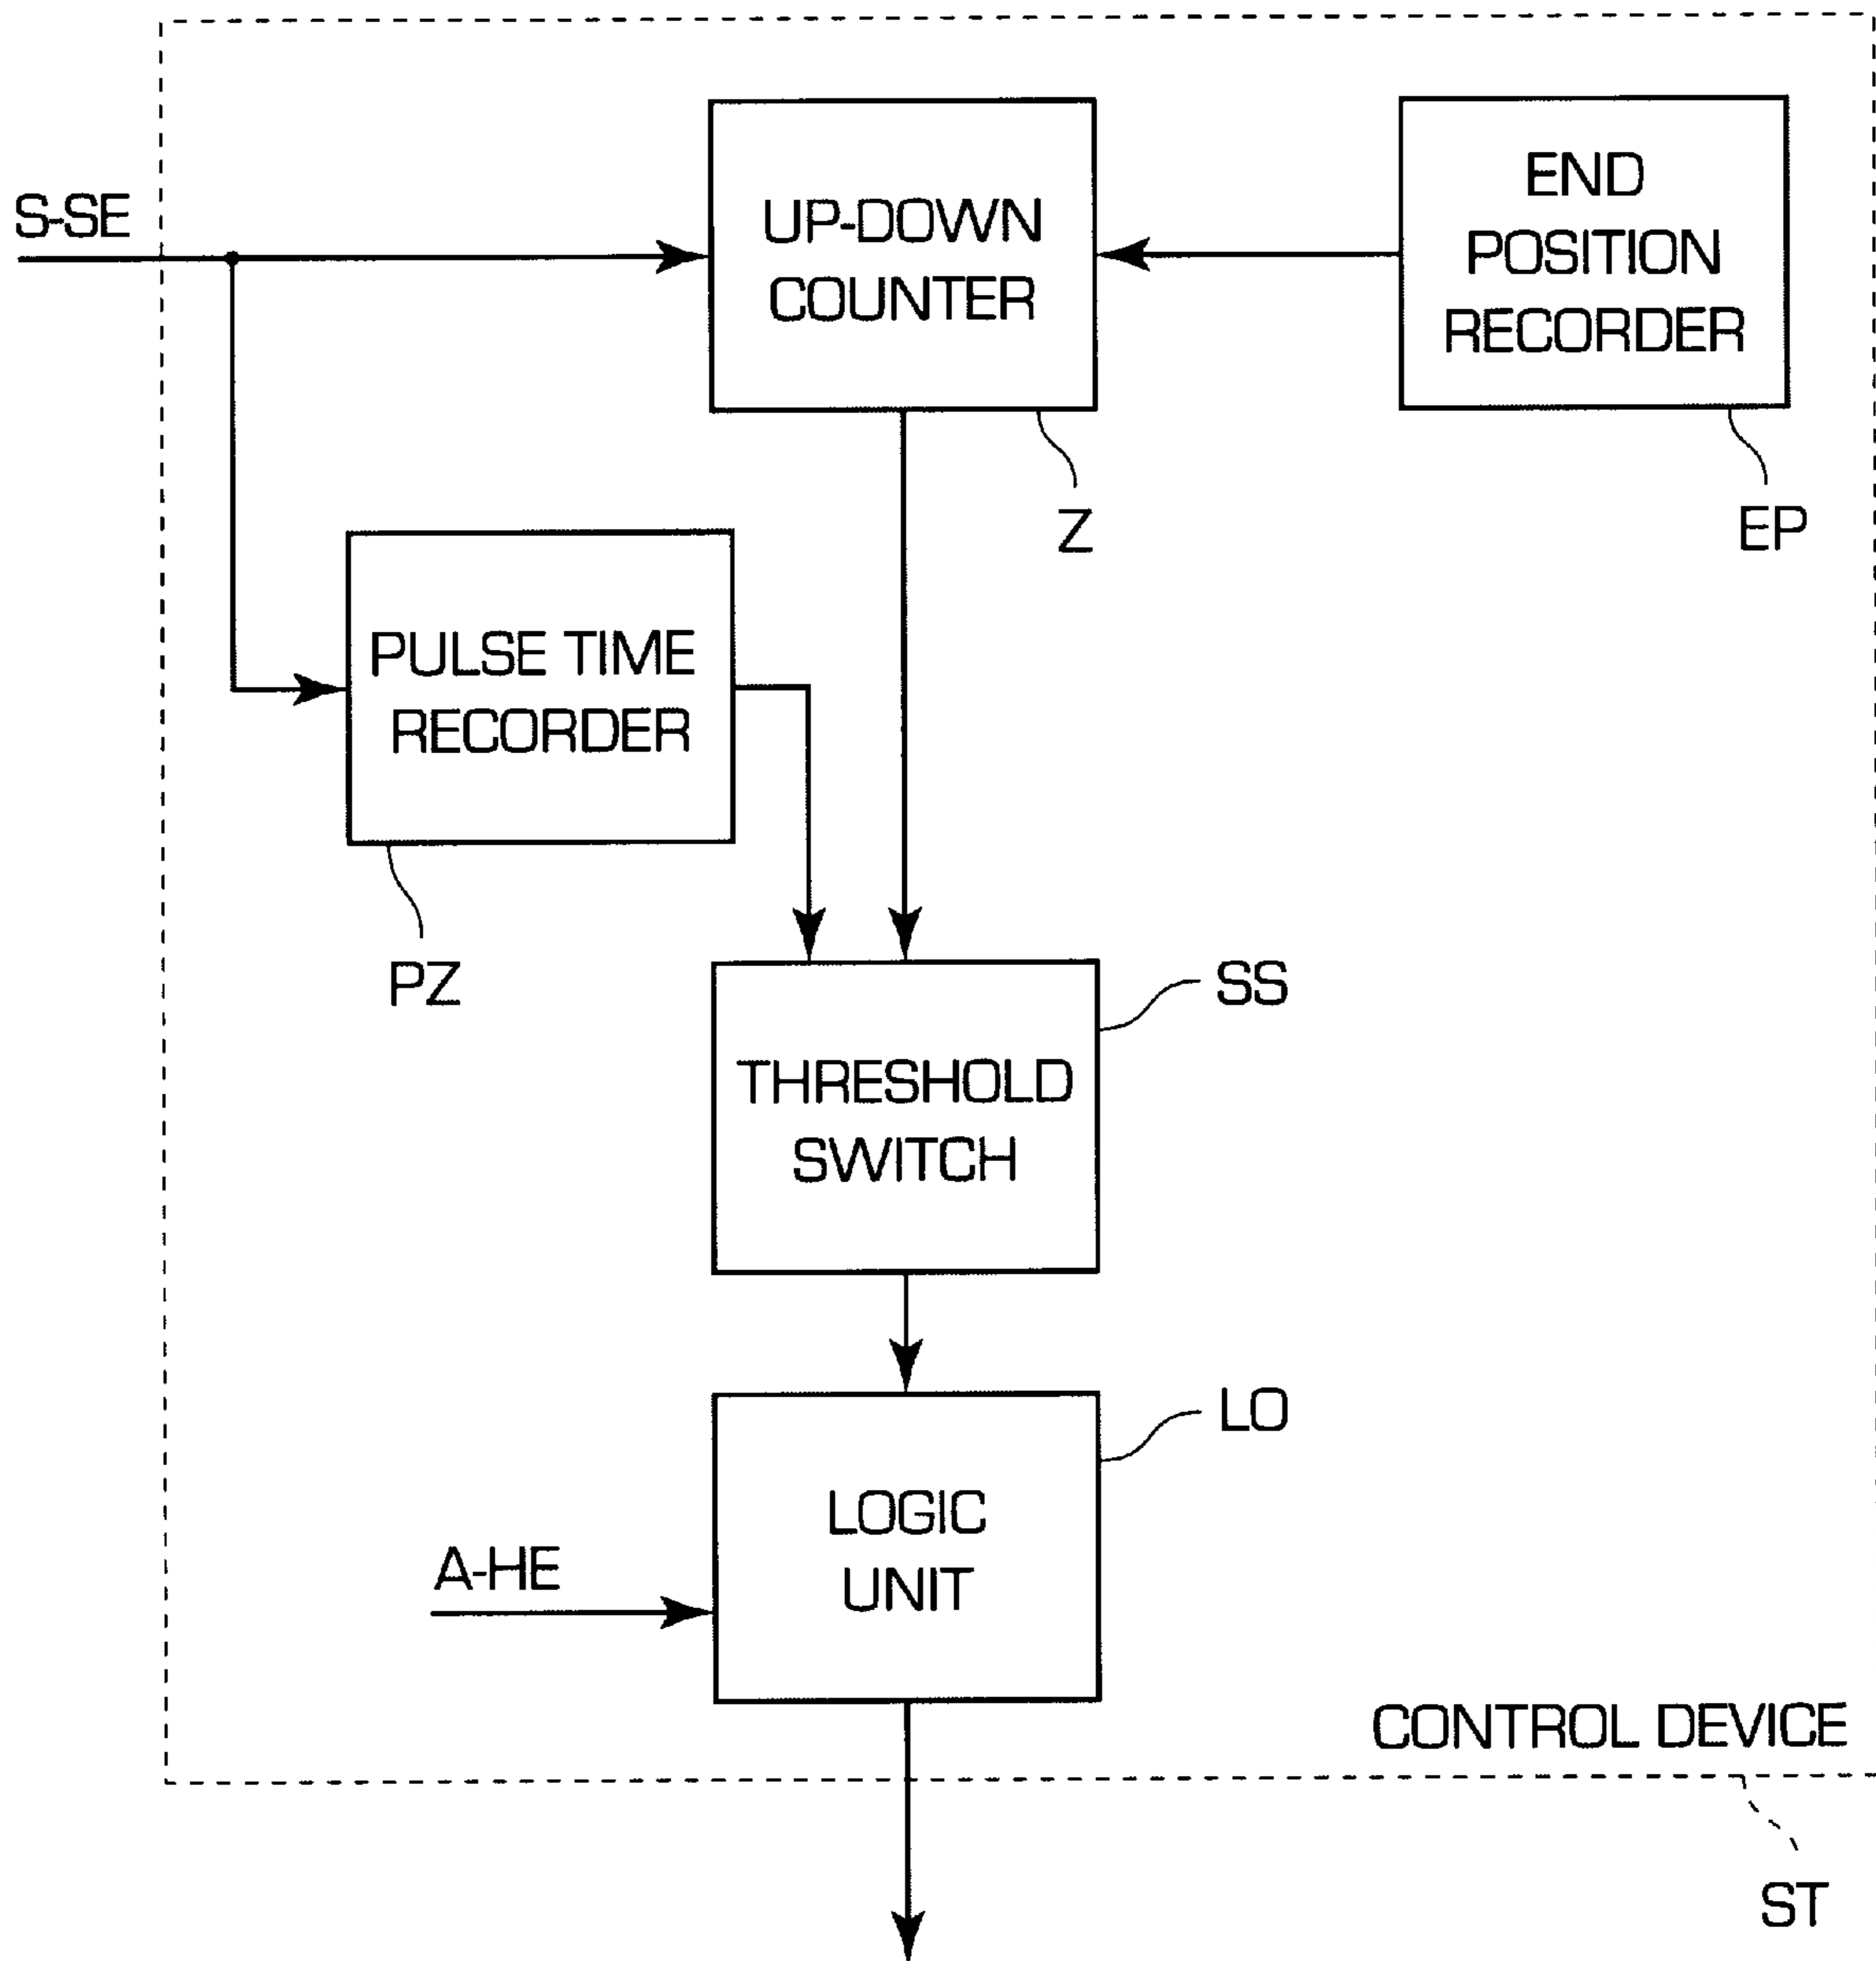 S-SE
UP-DOWN
COUNTER
END
POSITION
RECORDER
Z
EP
PULSE TIME
RECORDER
PZ
SS
THRESHOLD
SWITCH
LO
LOGIC
UNIT
A-HE
CONTROL DEVICE
ST